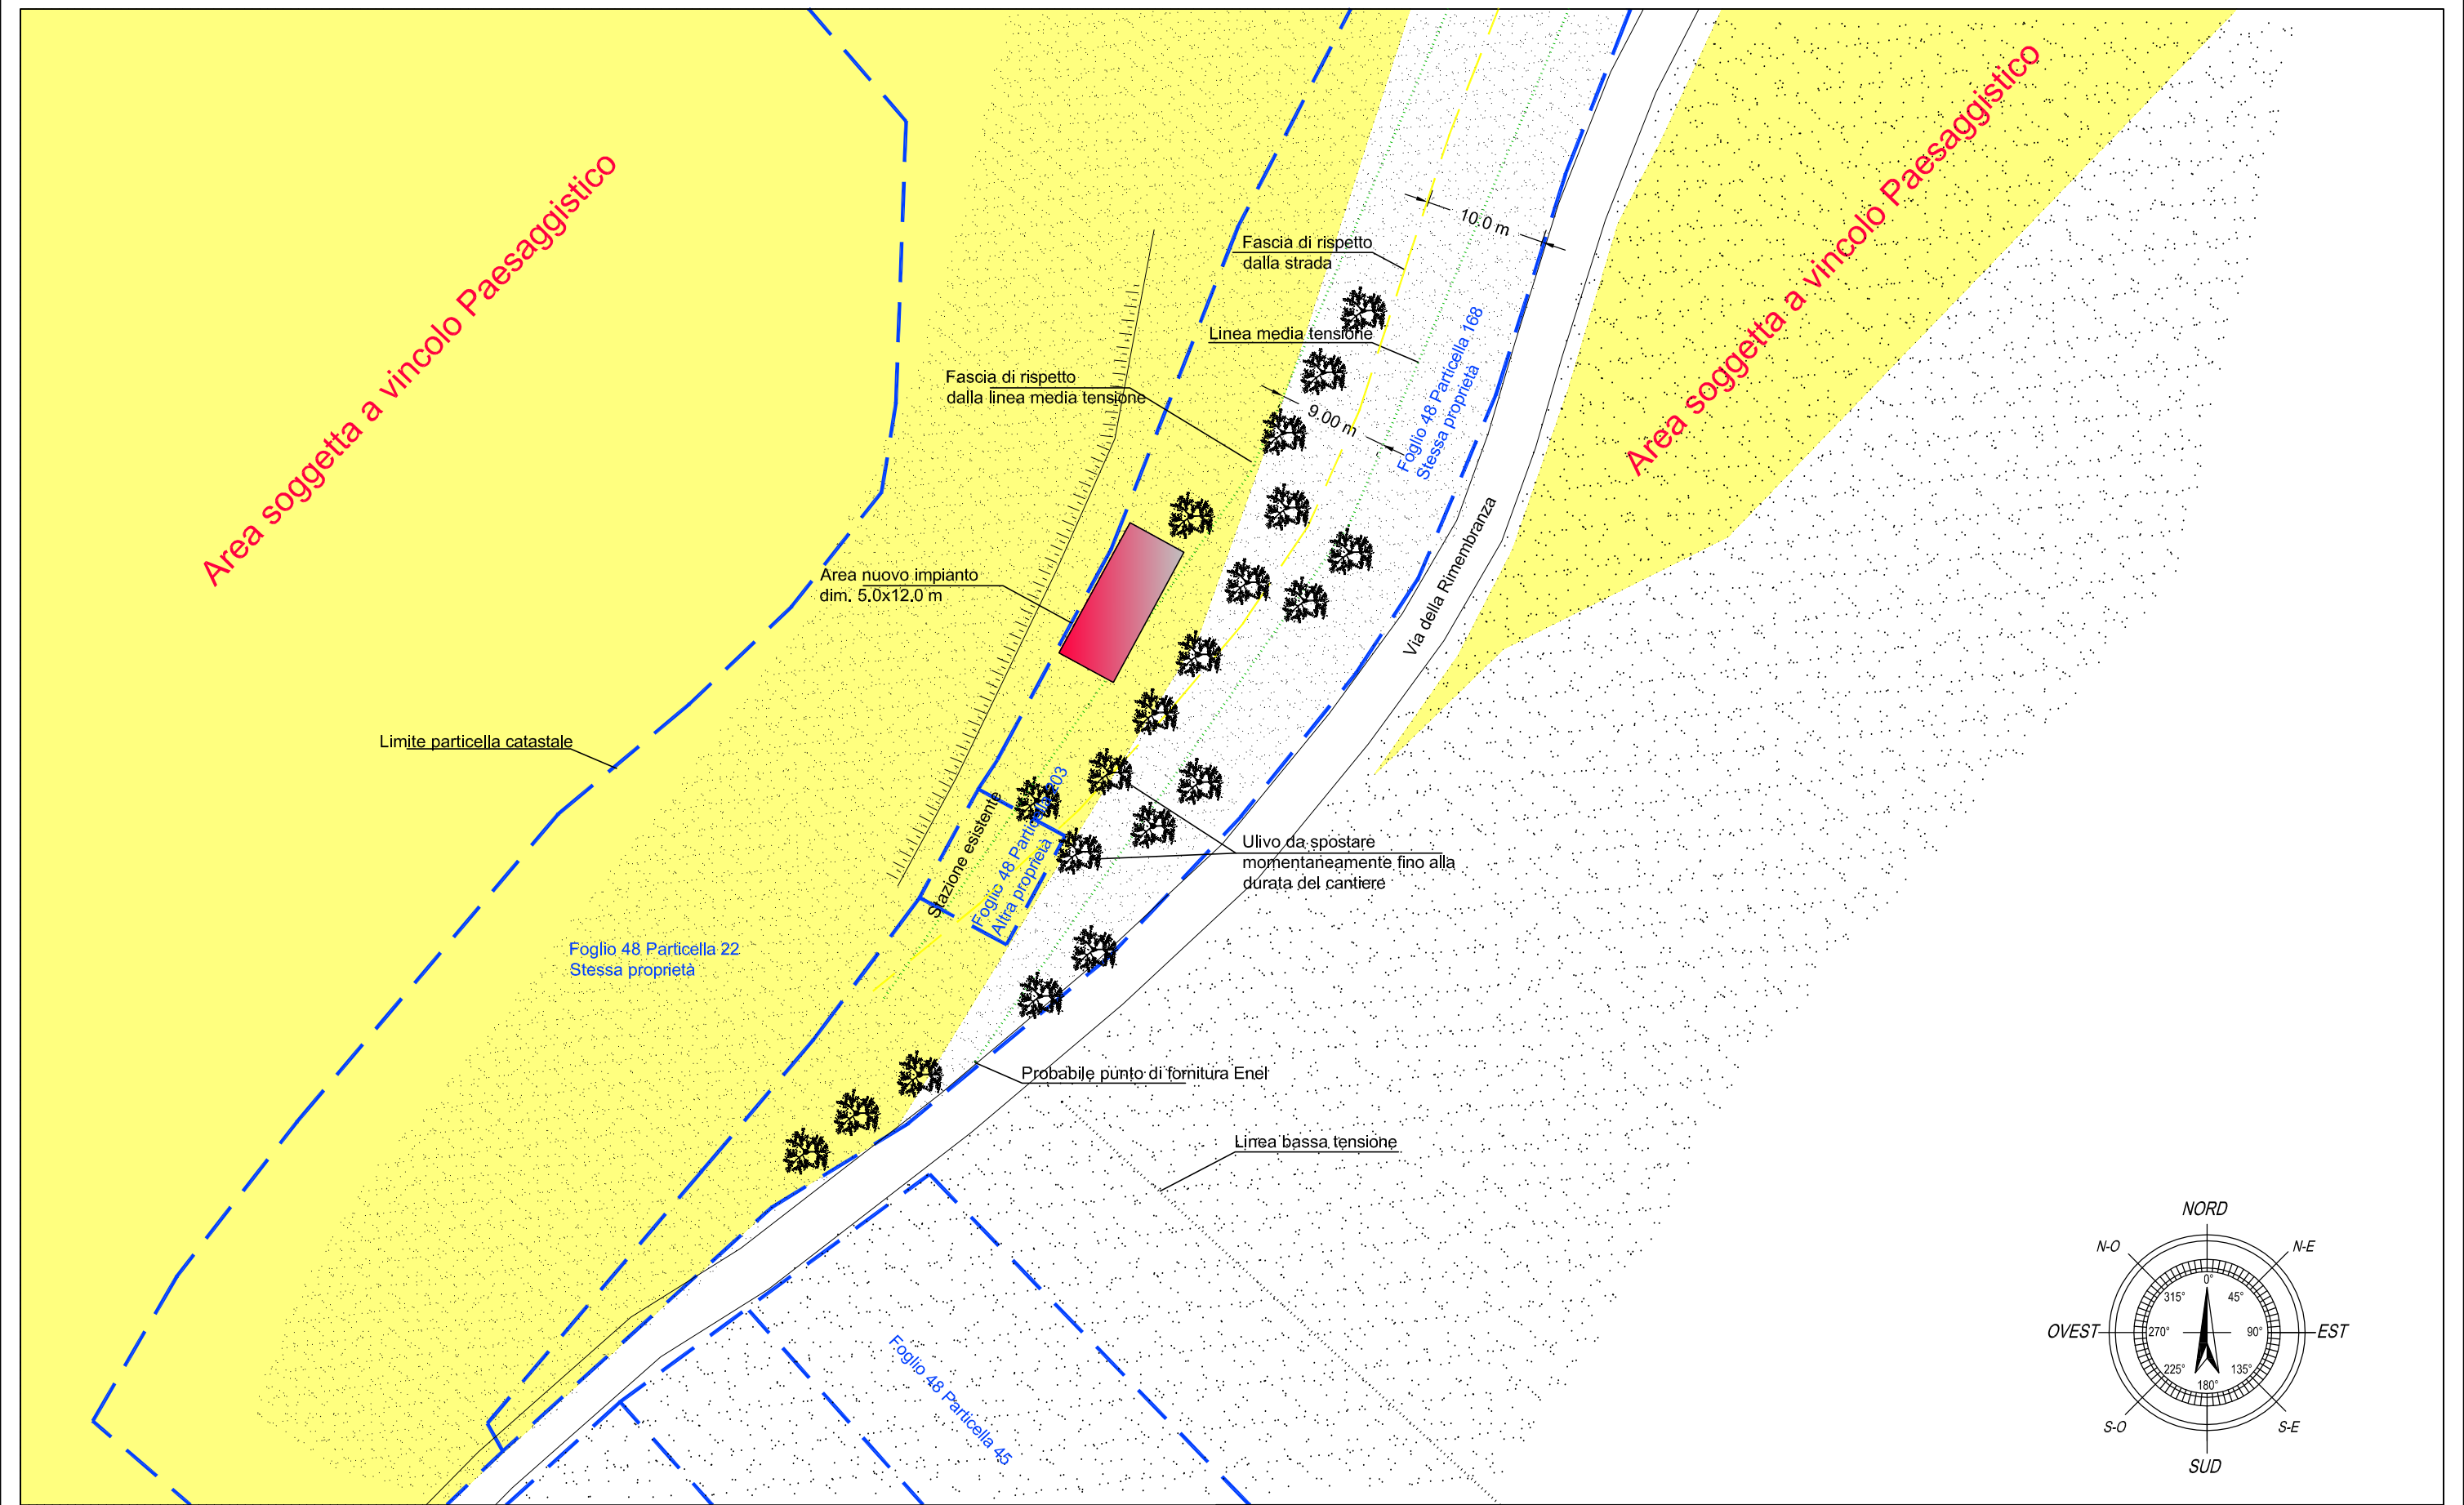 Area soggetta a vincolo Paesaggistico
Area soggetta a vincolo Paesaggistico
10.0 m
Fascia di rispetto
dalla strada
Linea media tensione
Foglio 48 Particella 168
Stessa proprietà
Fascia di rispetto
dalla linea media tensione
9.00 m
Via della Rimembranza
Area nuovo impianto
dim. 5.0x12.0 m
Limite particella catastale
Stazione esistente
Foglio 48 Particella 203
Altra proprietà
Ulivo da spostare
momentaneamente fino alla
durata del cantiere
Foglio 48 Particella 22
Stessa proprietà
Probabile punto di fornitura Enel
Linea bassa tensione
Foglio 48 Particella 45
NORD
N-O
N-E
0°
315°
45°
OVEST
270°
90°
EST
225°
135°
180°
S-O
S-E
SUD